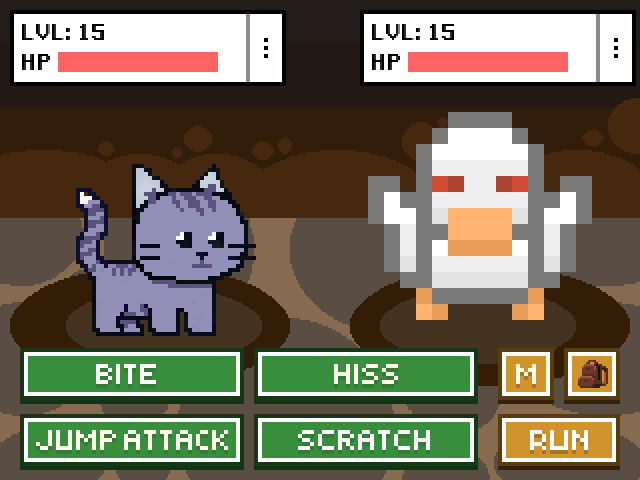 LVL: 15
HP
LVL: 15
HP
BITE
HISS
M
JUMP ATTACK
SCRATCH
RUN